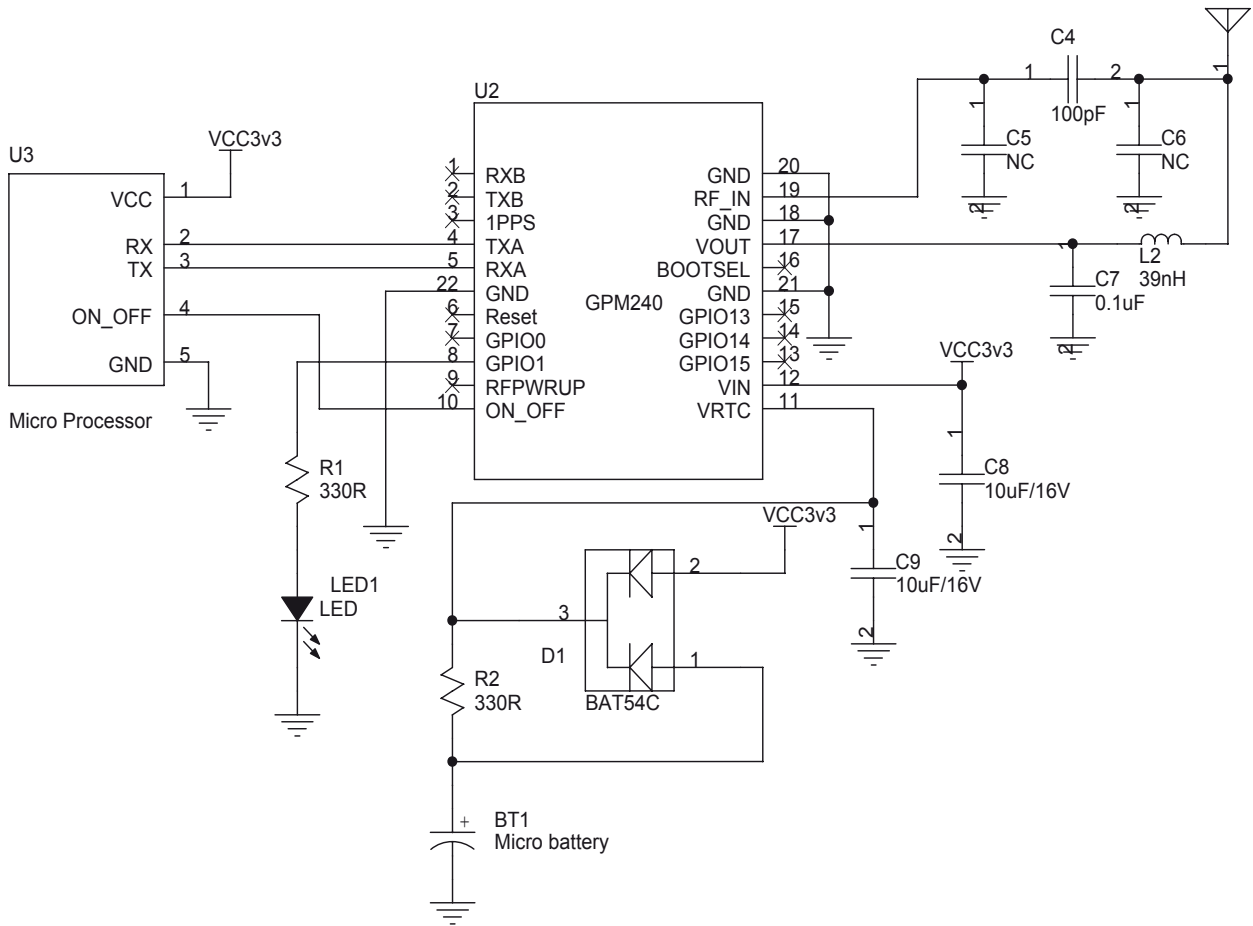 U3
VCC3v3
VCC 1
RX 2
TX 3
ON_OFF 4
GND 5
Micro Processor
U2
1 RXB
2 TXB
3 1PPS
4 TXA
5 RXA
22 GND
6 Reset
7 GPIO0
8 GPIO1
9 RFPWRUP
10 ON_OFF
GPM240
GND 20
RF_IN 19
GND 18
VOUT 17
BOOTSEL 16
GND 21
GPIO13 15
GPIO14 14
GPIO15 13
VIN 12
VRTC 11
C4
1 2
100pF
1
1
C5
NC
2
1
C6
NC
2
1
C7
0.1uF
2
L2
39nH
VCC3v3
1
C8
10uF/16V
2
1
C9
10uF/16V
2
R1
330R
LED1
LED
VCC3v3
2
3
1
D1
BAT54C
R2
330R
+
BT1
Micro battery